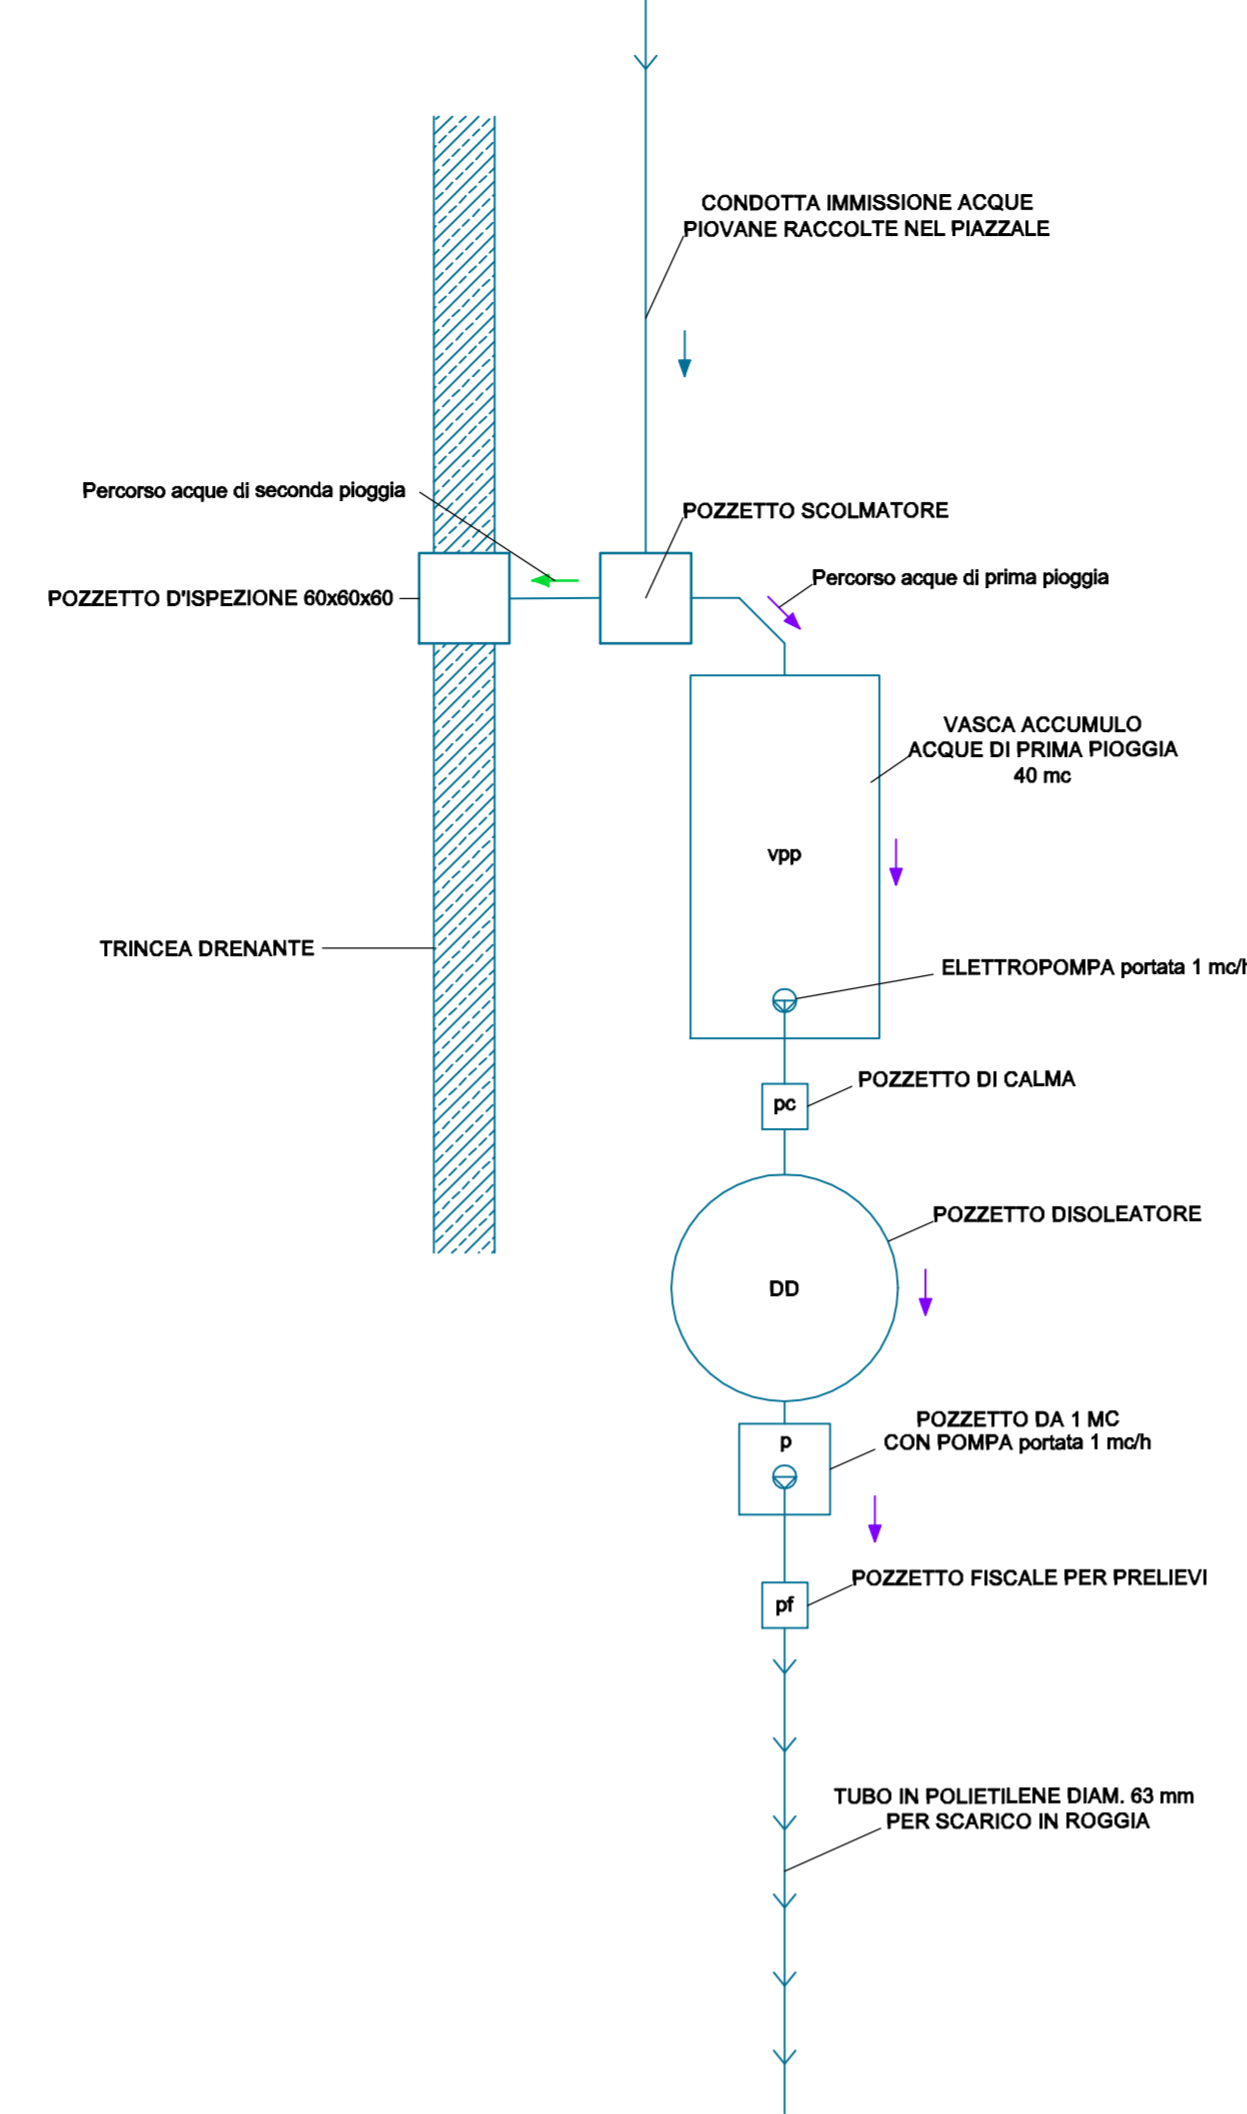 CONDOTTA IMMISSIONE ACQUE
PIOVANE RACCOLTE NEL PIAZZALE
Percorso acque di seconda pioggia
POZZETTO SCOLMATORE
Percorso acque di prima pioggia
POZZETTO D'ISPEZIONE 60x60x60
VASCA ACCUMULO
ACQUE DI PRIMA PIOGGIA
40 mc
vpp
TRINCEA DRENANTE
ELETTROPOMPA portata 1 mc/h
POZZETTO DI CALMA
pc
POZZETTO DISOLEATORE
DD
POZZETTO DA 1 MC
CON POMPA portata 1 mc/h
p
POZZETTO FISCALE PER PRELIEVI
pf
TUBO IN POLIETILENE DIAM. 63 mm
PER SCARICO IN ROGGIA